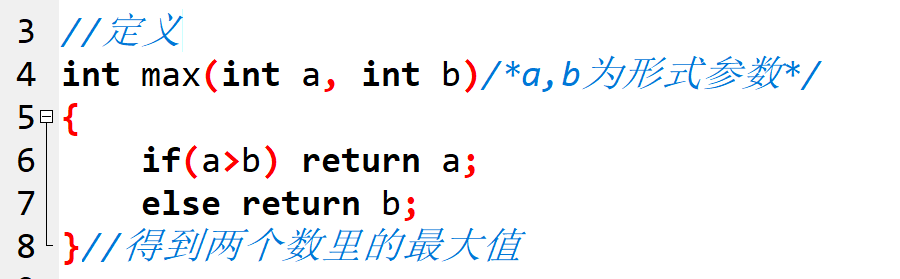 3 //定义
4 int max(int a, int b)/*a,b为形式参数*/
5 {
6 if(a>b) return a;
7 else return b;
8 }//得到两个数里的最大值